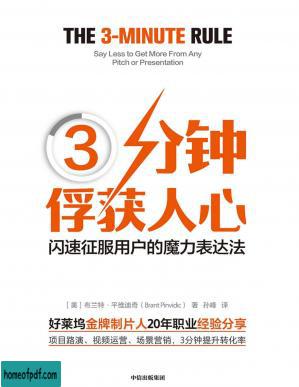 THE 3-MINUTE RULE
Say Less to Get More From Any
Pitch or Presentation
3分钟
俘获人心
闪速征服用户的魔力表达法
[美] 布兰特·平维迪奇（Brant Pinvidic） 著 孙峰 译
好莱坞金牌制片人20年职业经验分享
项目路演、视频运营、场景营销，3分钟提升转化率
中信出版集团
homeofpdf.com
homeofpdf.com